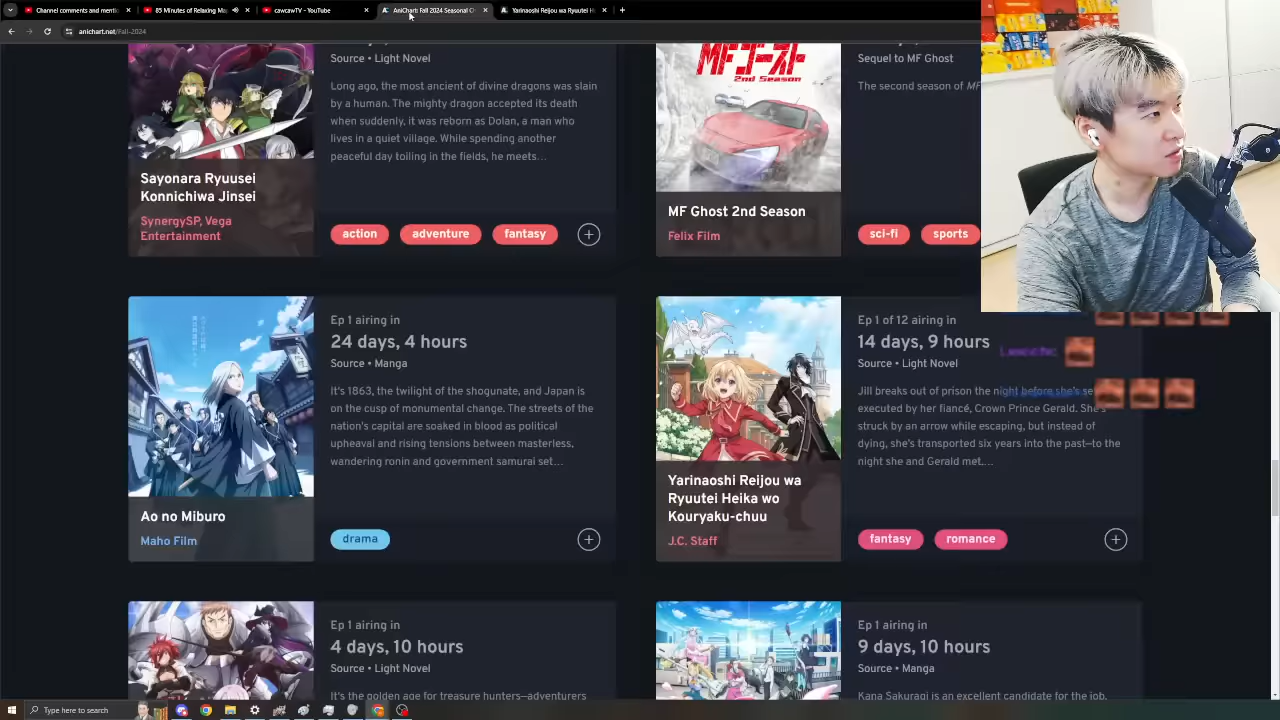 Channel comments and menti
85 Minutes of Relaxing Ma
cawcawTV - YouTube
AniChart: Fall 2024 Seasonal C
Yarinaoshi Reijou wa Ryuutei H
anichart.net/Fall-2024
Source • Light Novel
Long ago, the most ancient of divine dragons was slain
by a human. The mighty dragon accepted its death
when suddenly, it was reborn as Dolan, a man who
lives in a quiet village. While spending another
peaceful day toiling in the fields, he meets…
Sayonara Ryuusei
Konnichiwa Jinsei
SynergySP, Vega
Entertainment
action
adventure
fantasy
MFゴースト
2nd Season
Sequel to MF Ghost
The second season of MF
MF Ghost 2nd Season
Felix Film
sci-fi
sports
Ep 1 airing in
24 days, 4 hours
Source • Manga
It's 1863, the twilight of the shogunate, and Japan is
on the cusp of monumental change. The streets of the
nation's capital are soaked in blood as political
upheaval and rising tensions between masterless,
wandering ronin and government samurai set…
Ao no Miburo
Maho Film
drama
Ep 1 of 12 airing in
14 days, 9 hours
Source • Light Novel
Jill breaks out of prison the night before she's se
executed by her fiancé, Crown Prince Gerald. She's
struck by an arrow while escaping, but instead of
dying, she's transported six years into the past—to the
night she and Gerald met.…
Yarinaoshi Reijou wa
Ryuutei Heika wo
Kouryaku-chuu
J.C. Staff
fantasy
romance
Ep 1 airing in
4 days, 10 hours
Source • Light Novel
It's the golden age for treasure hunters—adventurers
Ep 1 airing in
9 days, 10 hours
Source • Manga
Kana Sakuragi is an excellent candidate for the job,
Type here to search